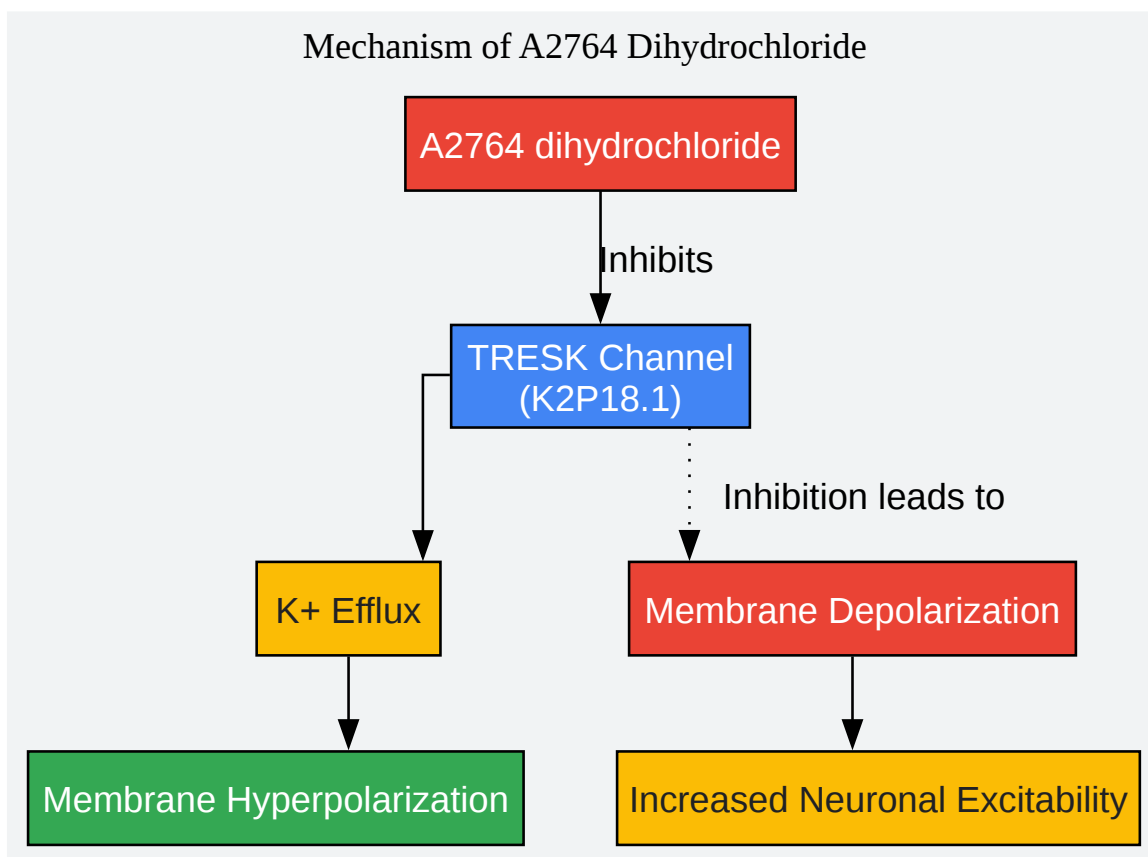 Mechanism of A2764 Dihydrochloride
A2764 dihydrochloride
Inhibits
TRESK Channel
(K2P18.1)
Inhibition leads to
K+ Efflux
Membrane Depolarization
Membrane Hyperpolarization
Increased Neuronal Excitability